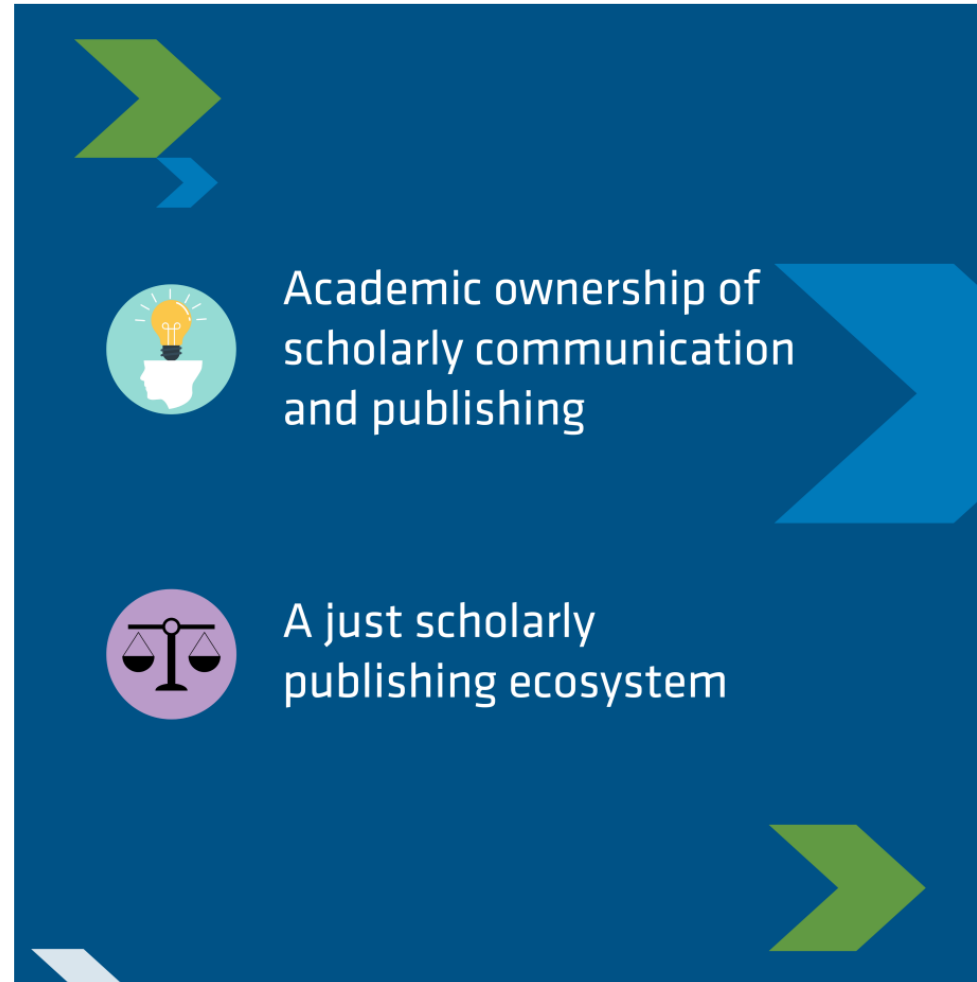 Academic ownership of
scholarly communication
and publishing
A just scholarly
publishing ecosystem